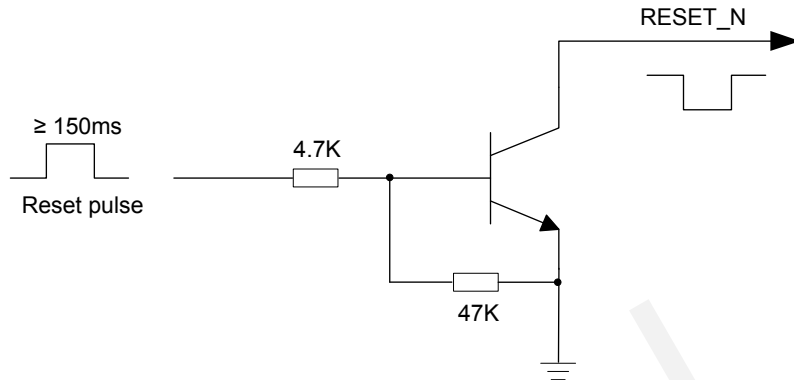 RESET_N
≥ 150ms
4.7K
Reset pulse
47K